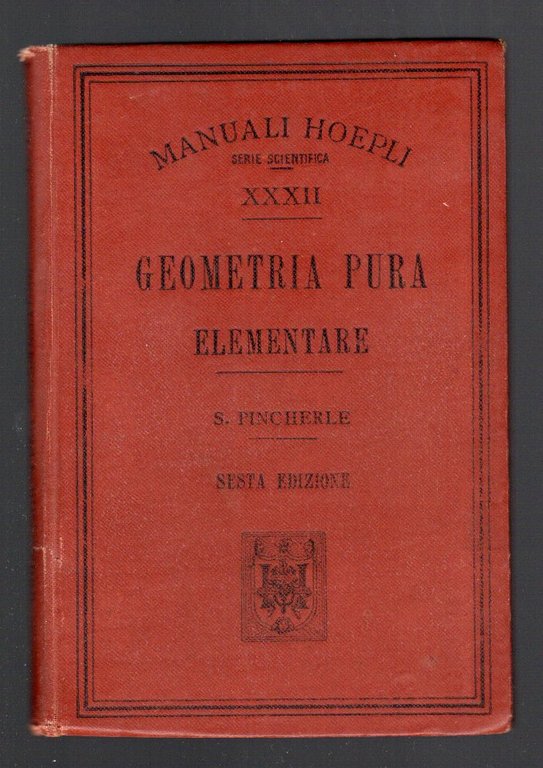 MANUALI HOEPLI
SERIE SCIENTIFICA
XXXII
GEOMETRIA PURA
ELEMENTARE
S. PINCHERLE
SESTA EDIZIONE